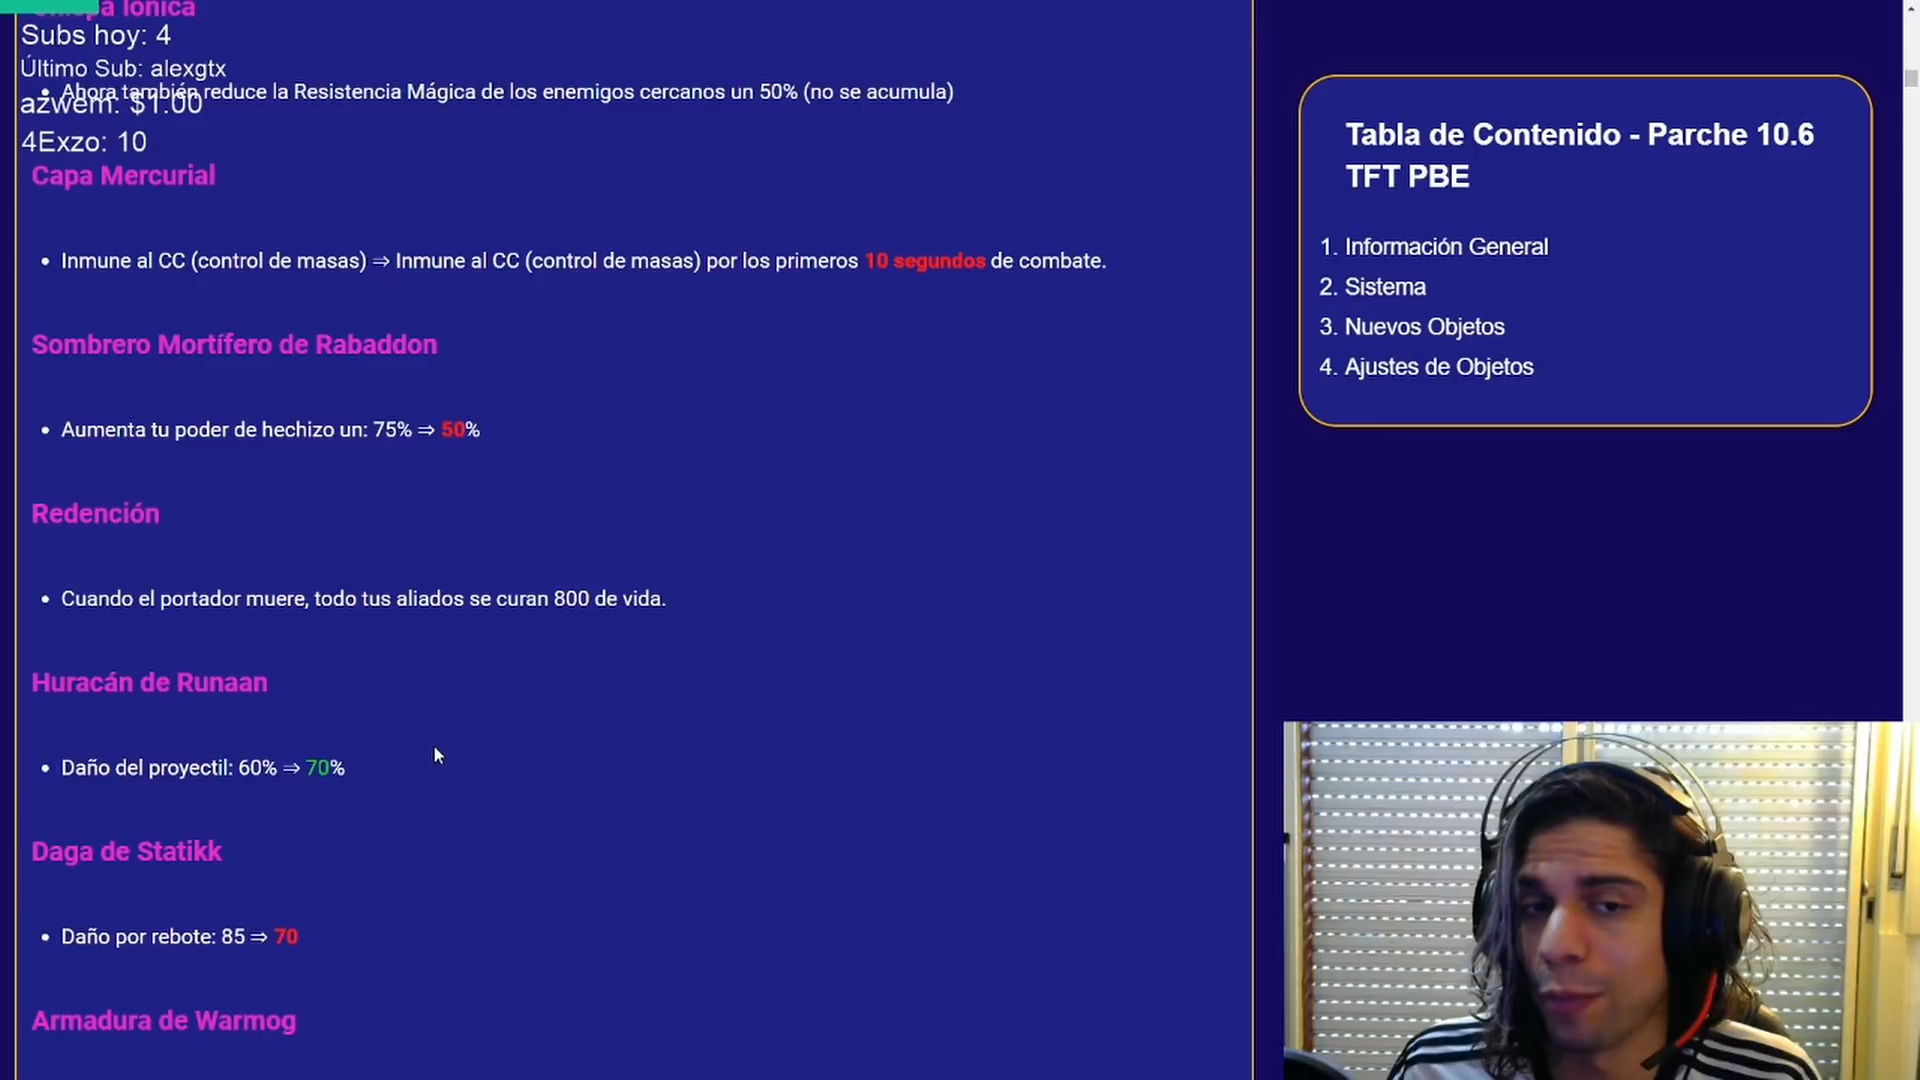 Chispa Iónica
Subs hoy: 4
Último Sub: alexgtx
• Ahora también reduce la Resistencia Mágica de los enemigos cercanos un 50% (no se acumula)
azwem: $1.00
4Exzo: 10
Capa Mercurial
• Inmune al CC (control de masas) ⇒ Inmune al CC (control de masas) por los primeros 10 segundos de combate.
Sombrero Mortífero de Rabaddon
• Aumenta tu poder de hechizo un: 75% ⇒ 50%
Redención
• Cuando el portador muere, todo tus aliados se curan 800 de vida.
Huracán de Runaan
• Daño del proyectil: 60% ⇒ 70%
Daga de Statikk
• Daño por rebote: 85 ⇒ 70
Armadura de Warmog
Tabla de Contenido - Parche 10.6
TFT PBE
1. Información General
2. Sistema
3. Nuevos Objetos
4. Ajustes de Objetos